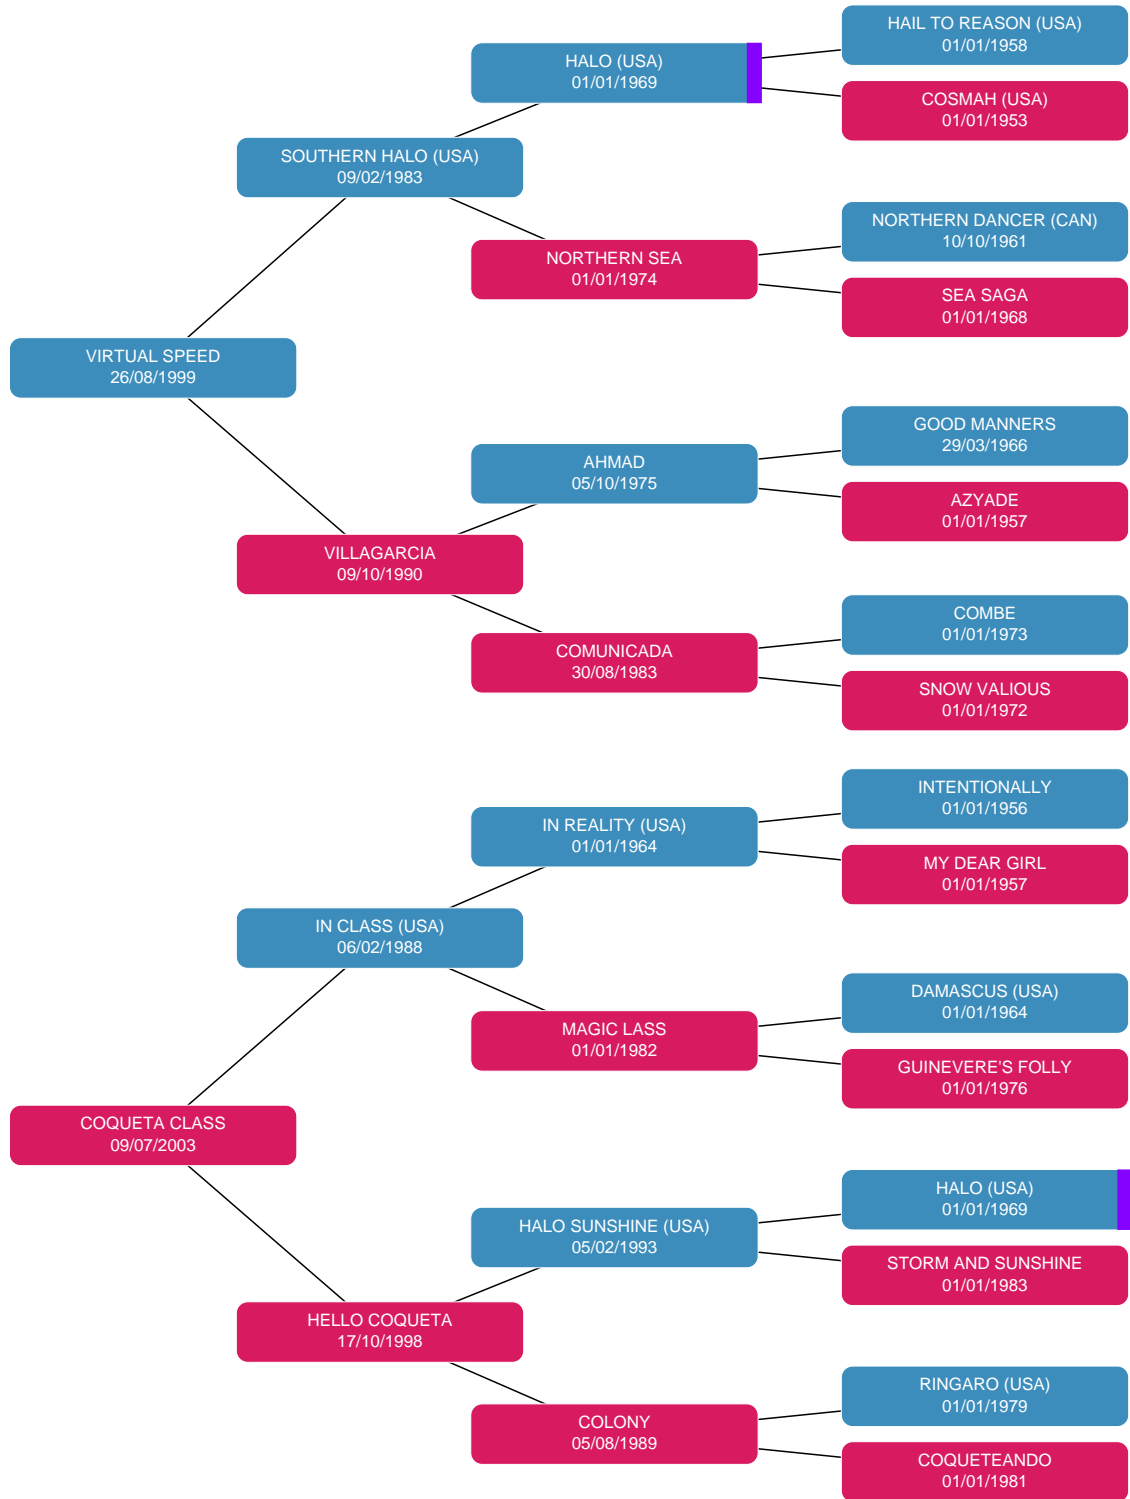 HAIL TO REASON (USA)
01/01/1958
HALO (USA)
01/01/1969
COSMAH (USA)
01/01/1953
SOUTHERN HALO (USA)
09/02/1983
NORTHERN DANCER (CAN)
10/10/1961
NORTHERN SEA
01/01/1974
SEA SAGA
01/01/1968
VIRTUAL SPEED
26/08/1999
GOOD MANNERS
29/03/1966
AHMAD
05/10/1975
AZYADE
01/01/1957
VILLAGARCIA
09/10/1990
COMBE
01/01/1973
COMUNICADA
30/08/1983
SNOW VALIOUS
01/01/1972
INTENTIONALLY
01/01/1956
IN REALITY (USA)
01/01/1964
MY DEAR GIRL
01/01/1957
IN CLASS (USA)
06/02/1988
DAMASCUS (USA)
01/01/1964
MAGIC LASS
01/01/1982
GUINEVERE'S FOLLY
01/01/1976
COQUETA CLASS
09/07/2003
HALO (USA)
01/01/1969
HALO SUNSHINE (USA)
05/02/1993
STORM AND SUNSHINE
01/01/1983
HELLO COQUETA
17/10/1998
RINGARO (USA)
01/01/1979
COLONY
05/08/1989
COQUETEANDO
01/01/1981